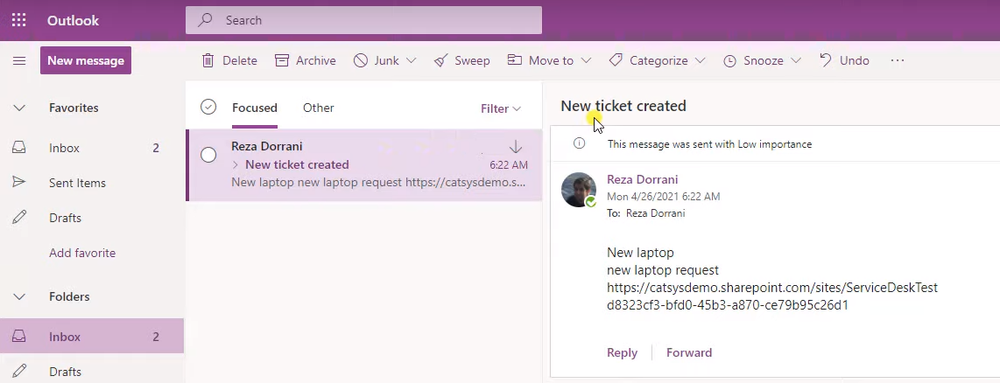 Outlook
Search
New message
Delete
Archive
Junk
Sweep
Move to
Categorize
Snooze
Undo
Favorites
Inbox 2
Sent Items
Drafts
Add favorite
Folders
Inbox 2
Drafts
Focused
Other
Filter
Reza Dorrani
New ticket created 6:22 AM
New laptop new laptop request https://catsysdemo.s...
New ticket created
This message was sent with Low importance
Reza Dorrani
Mon 4/26/2021 6:22 AM
To: Reza Dorrani
New laptop
new laptop request
https://catsysdemo.sharepoint.com/sites/ServiceDeskTest
d8323cf3-bfd0-45b3-a870-ce79b95c26d1
Reply
Forward